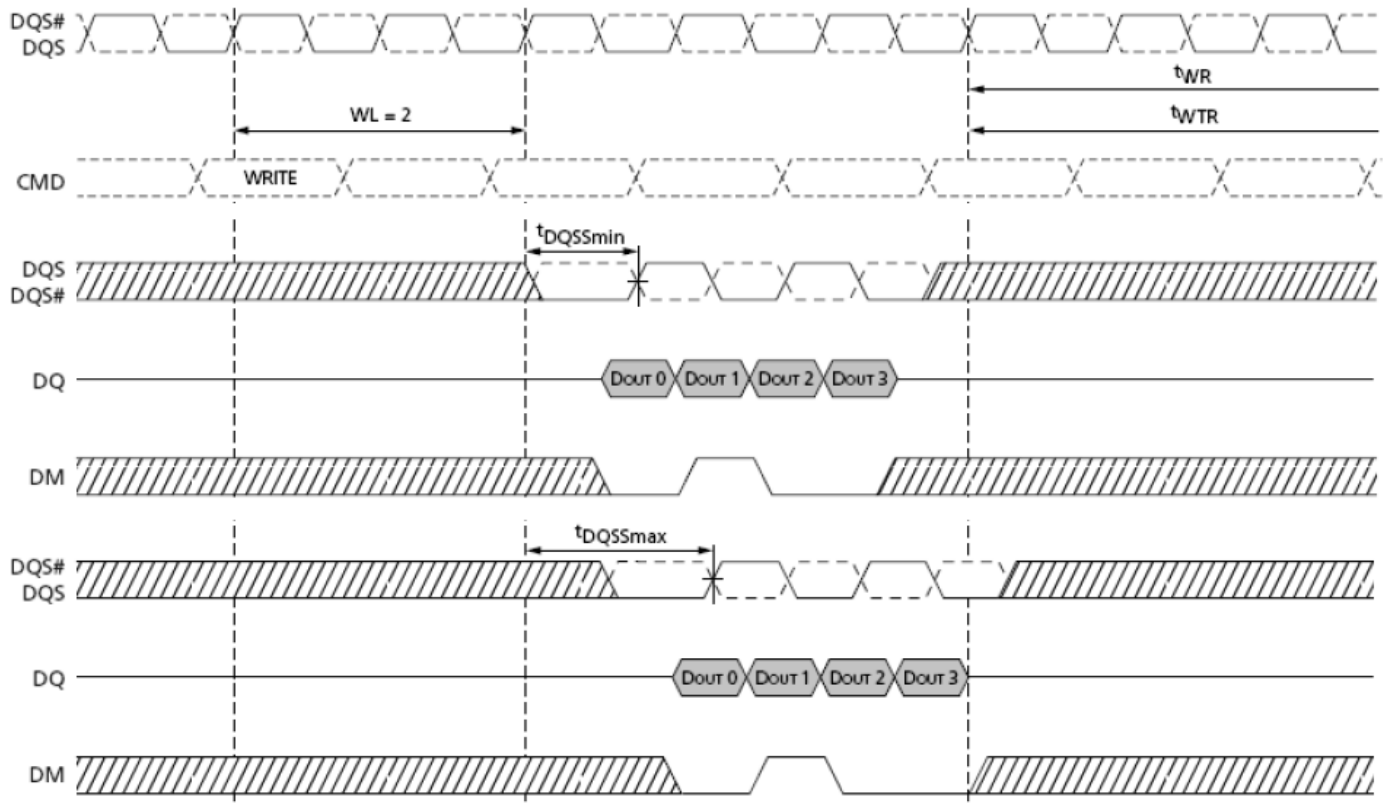 DQS#
DQS
tWR
WL = 2
tWTR
CMD
WRITE
tDQSSmin
DQS
DQS#
DQ
DOUT 0 DOUT 1 DOUT 2 DOUT 3
DM
tDQSSmax
DQS#
DQS
DQ
DOUT 0 DOUT 1 DOUT 2 DOUT 3
DM